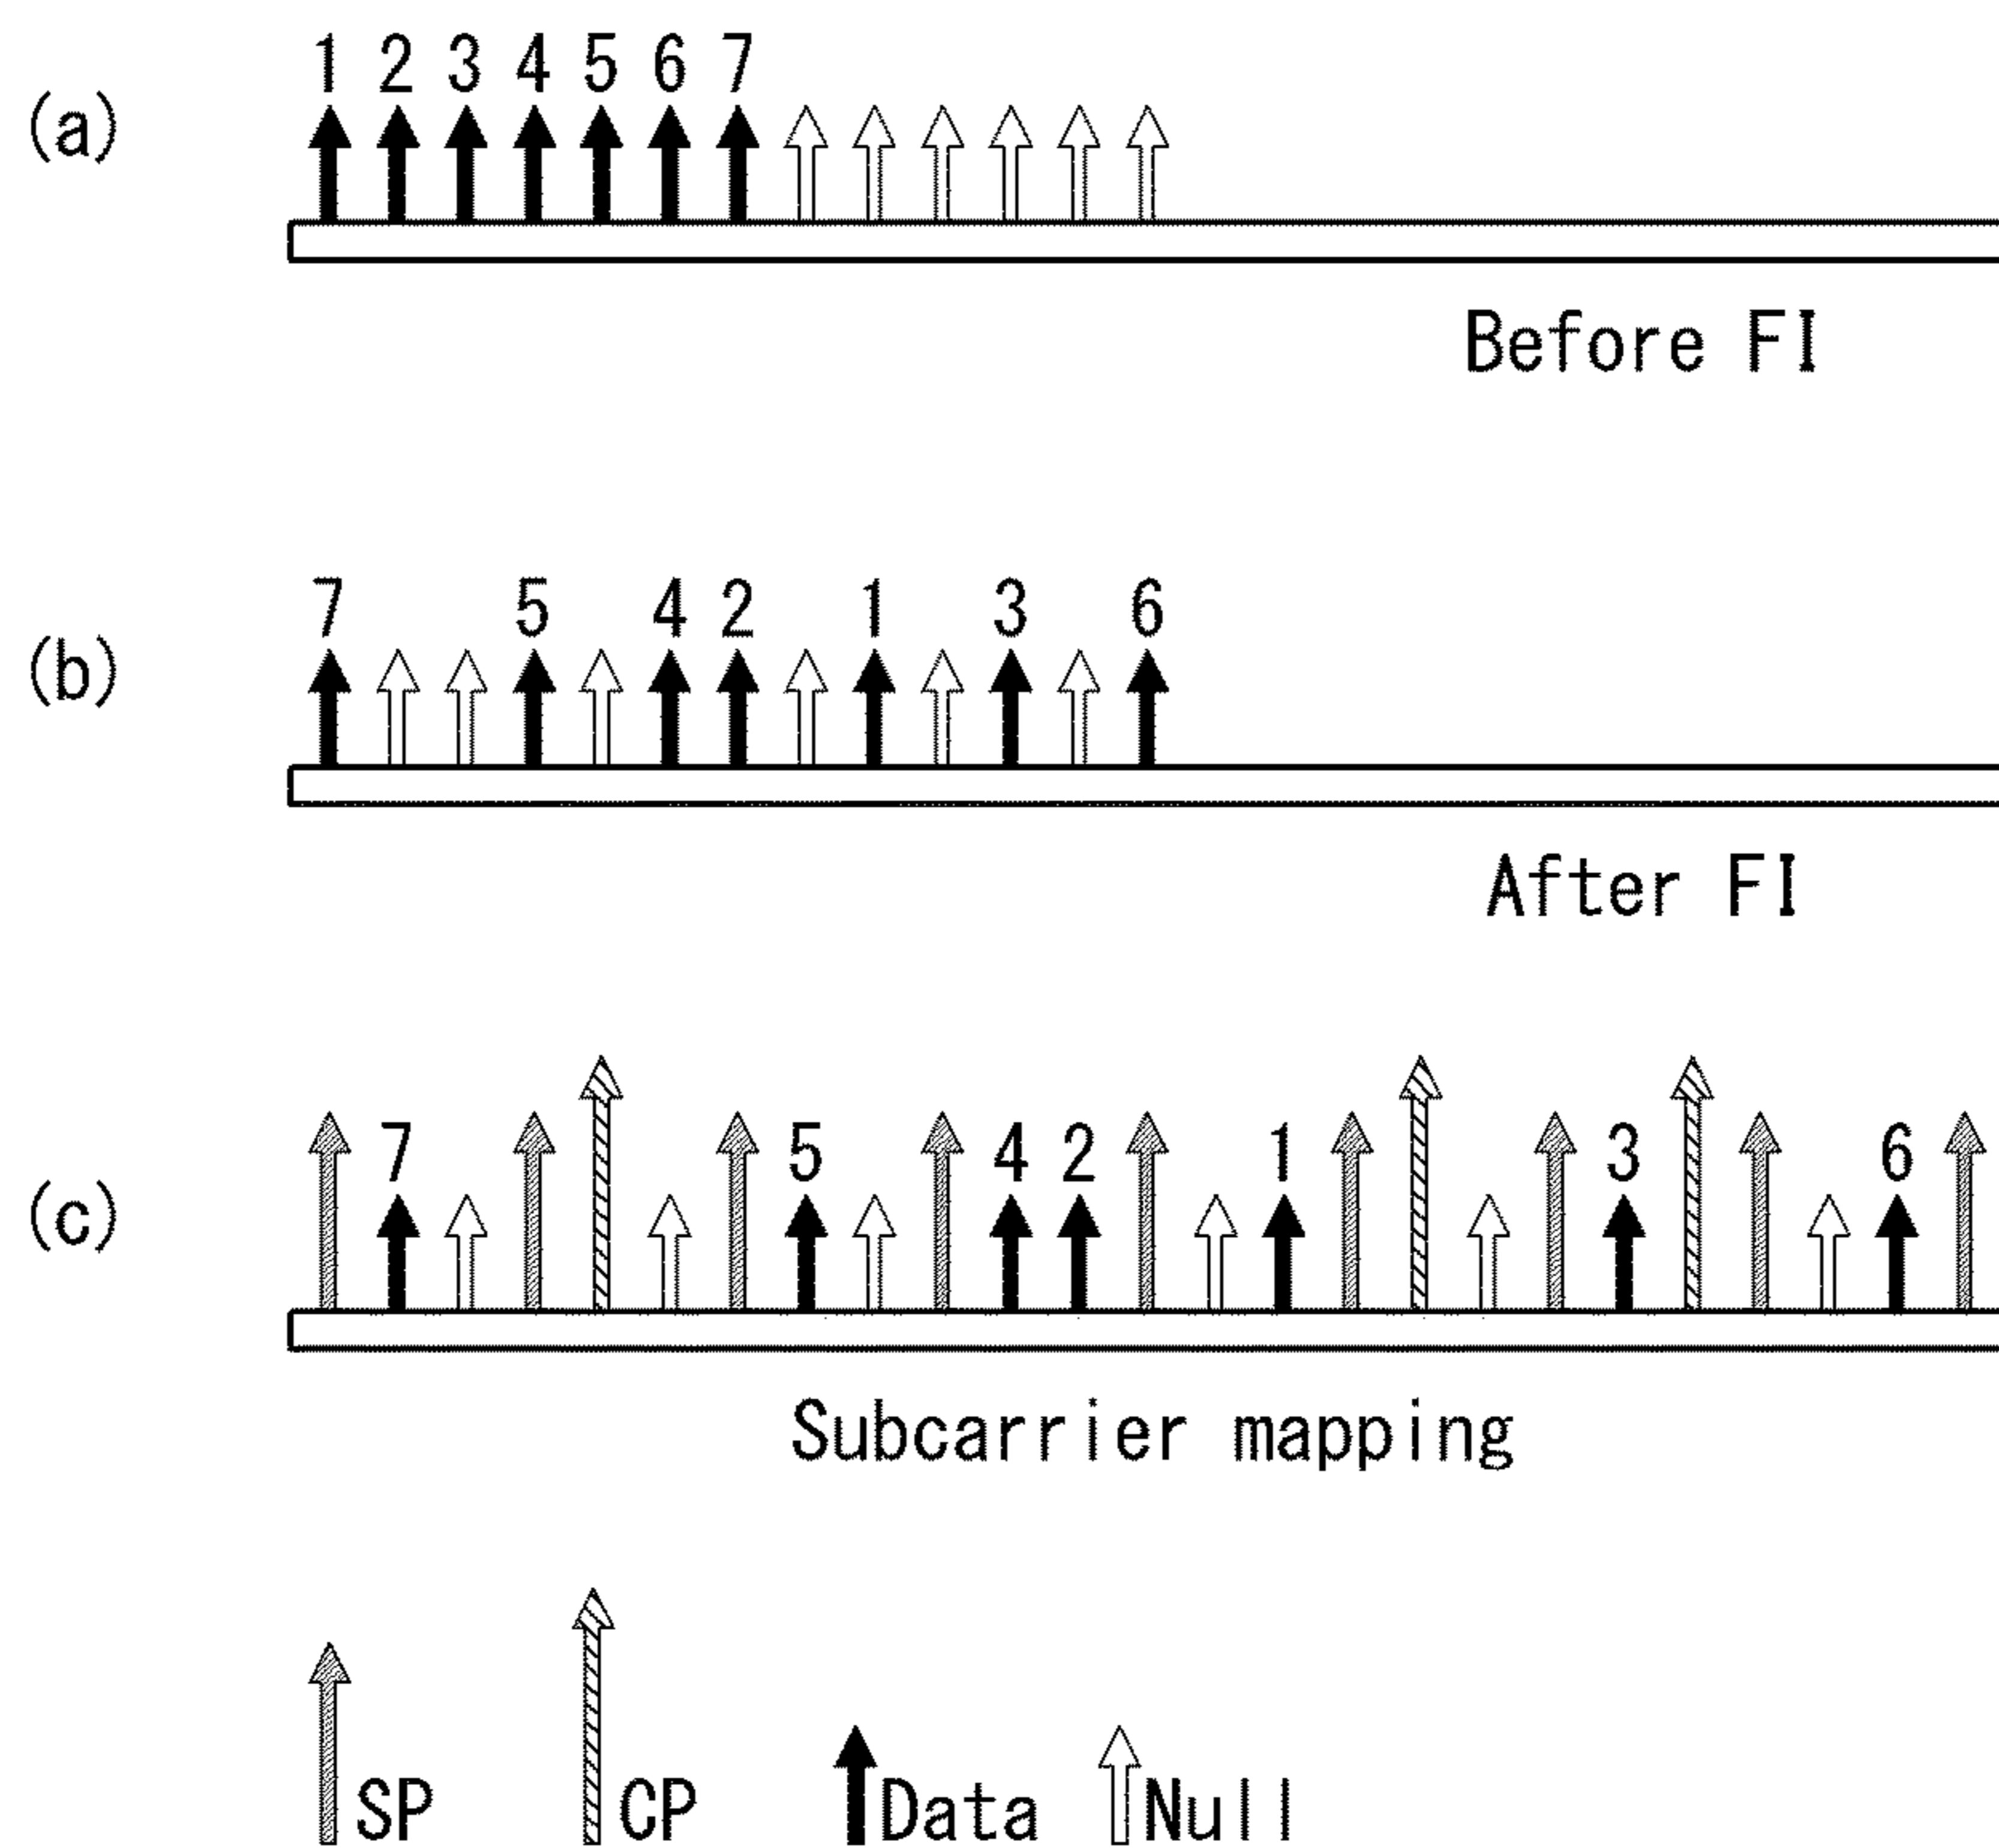 1 2 3 4 5 6 7
(a)
Before FI
7 5 4 2 1 3 6
(b)
After FI
7 5 4 2 1 3 6
(c)
Subcarrier mapping
SP CP Data Null